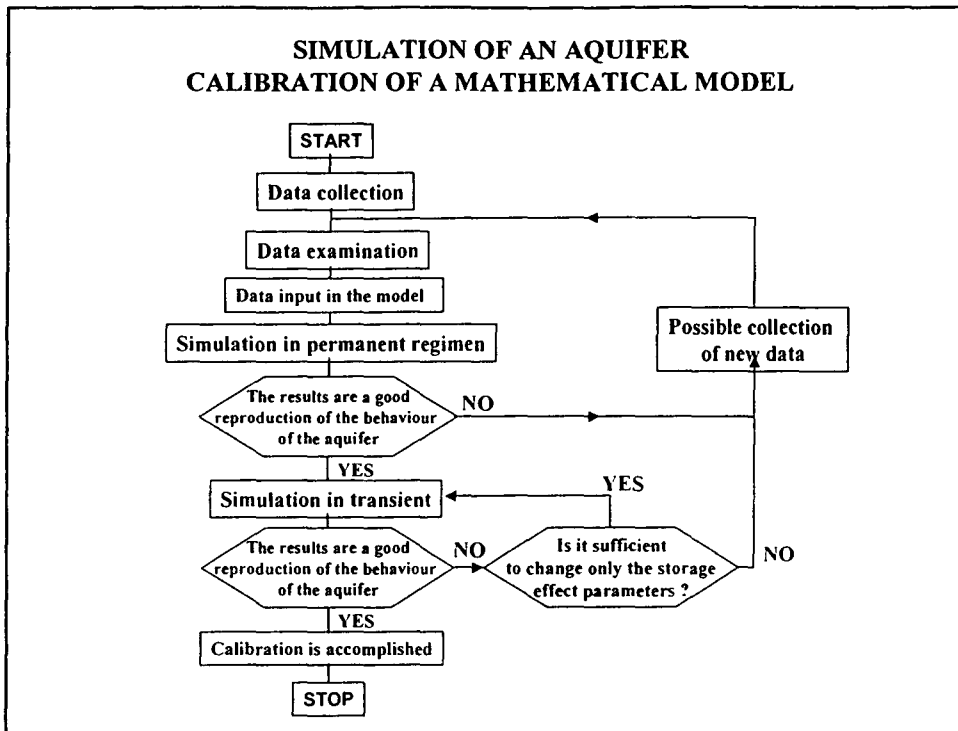 SIMULATION OF AN AQUIFER
CALIBRATION OF A MATHEMATICAL MODEL
START
Data collection
Data examination
Data input in the model
Simulation in permanent regimen
Possible collection
of new data
The results are a good
reproduction of the behaviour
of the aquifer
NO
YES
Simulation in transient
YES
The results are a good
reproduction of the behaviour
of the aquifer
NO
Is it sufficient
to change only the storage
effect parameters ?
NO
YES
Calibration is accomplished
STOP